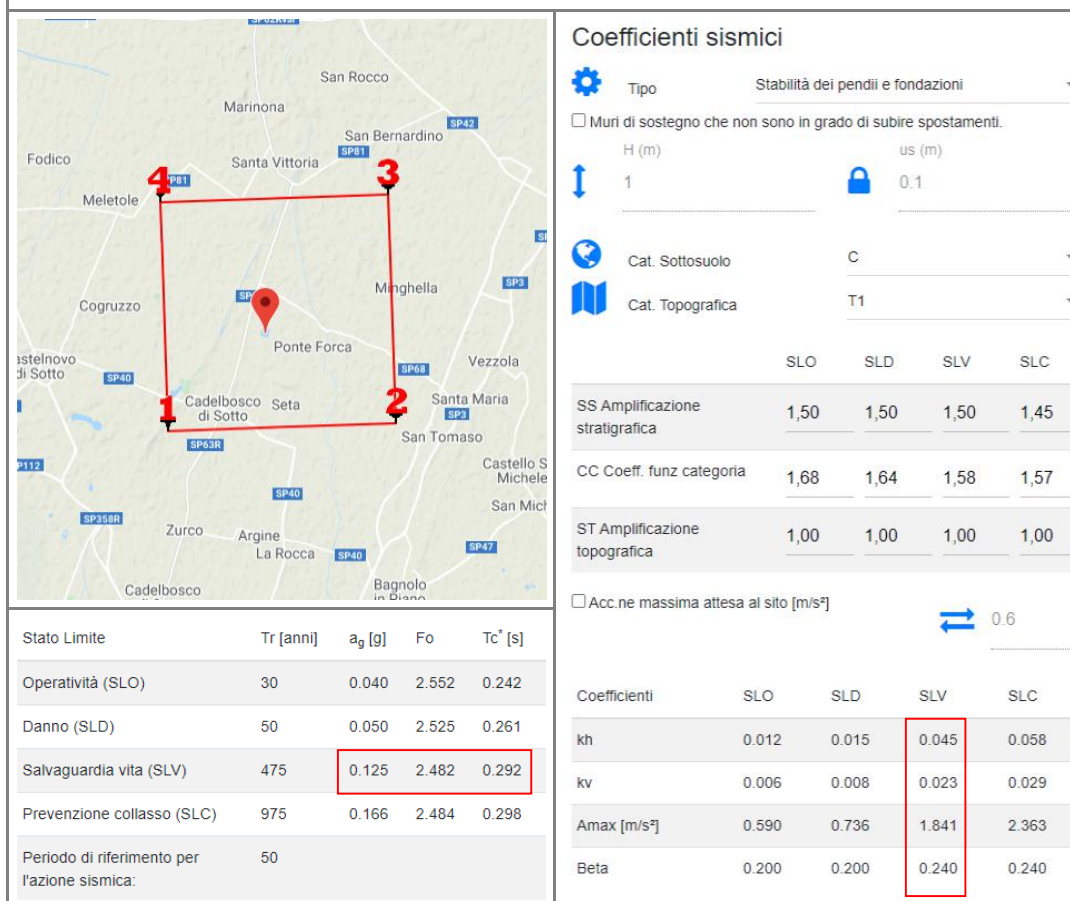 San Rocco
Marinona
SP42
San Bernardino
SP81
Fodico
Santa Vittoria
4
SP81
3
Meletole
Minghella
SP3
Cogruzzo
Ponte Forca
SP68
Vezzola
di Sotto
SP40
1
Cadelbosco
di Sotto
Seta
2
Santa Maria
SP3
San Tomaso
SP63R
Castello S
Michele
SP40
San Mich
SP358R
Zurco
Argine
La Rocca
SP40
SP47
Bagnolo
in Piano
Cadelbosco
Stato Limite Tr [anni] ag [g] Fo Tc* [s]
Operatività (SLO) 30 0.040 2.552 0.242
Danno (SLD) 50 0.050 2.525 0.261
Salvaguardia vita (SLV) 475 0.125 2.482 0.292
Prevenzione collasso (SLC) 975 0.166 2.484 0.298
Periodo di riferimento per 50
l'azione sismica:
Coefficienti sismici
Tipo Stabilità dei pendii e fondazioni
Muri di sostegno che non sono in grado di subire spostamenti.
H (m) us (m)
1 0.1
Cat. Sottosuolo C
Cat. Topografica T1
SLO SLD SLV SLC
SS Amplificazione
stratigrafica 1,50 1,50 1,50 1,45
CC Coeff. funz categoria 1,68 1,64 1,58 1,57
ST Amplificazione
topografica 1,00 1,00 1,00 1,00
Acc.ne massima attesa al sito [m/s²]
0.6
Coefficienti SLO SLD SLV SLC
kh 0.012 0.015 0.045 0.058
kv 0.006 0.008 0.023 0.029
Amax [m/s²] 0.590 0.736 1.841 2.363
Beta 0.200 0.200 0.240 0.240